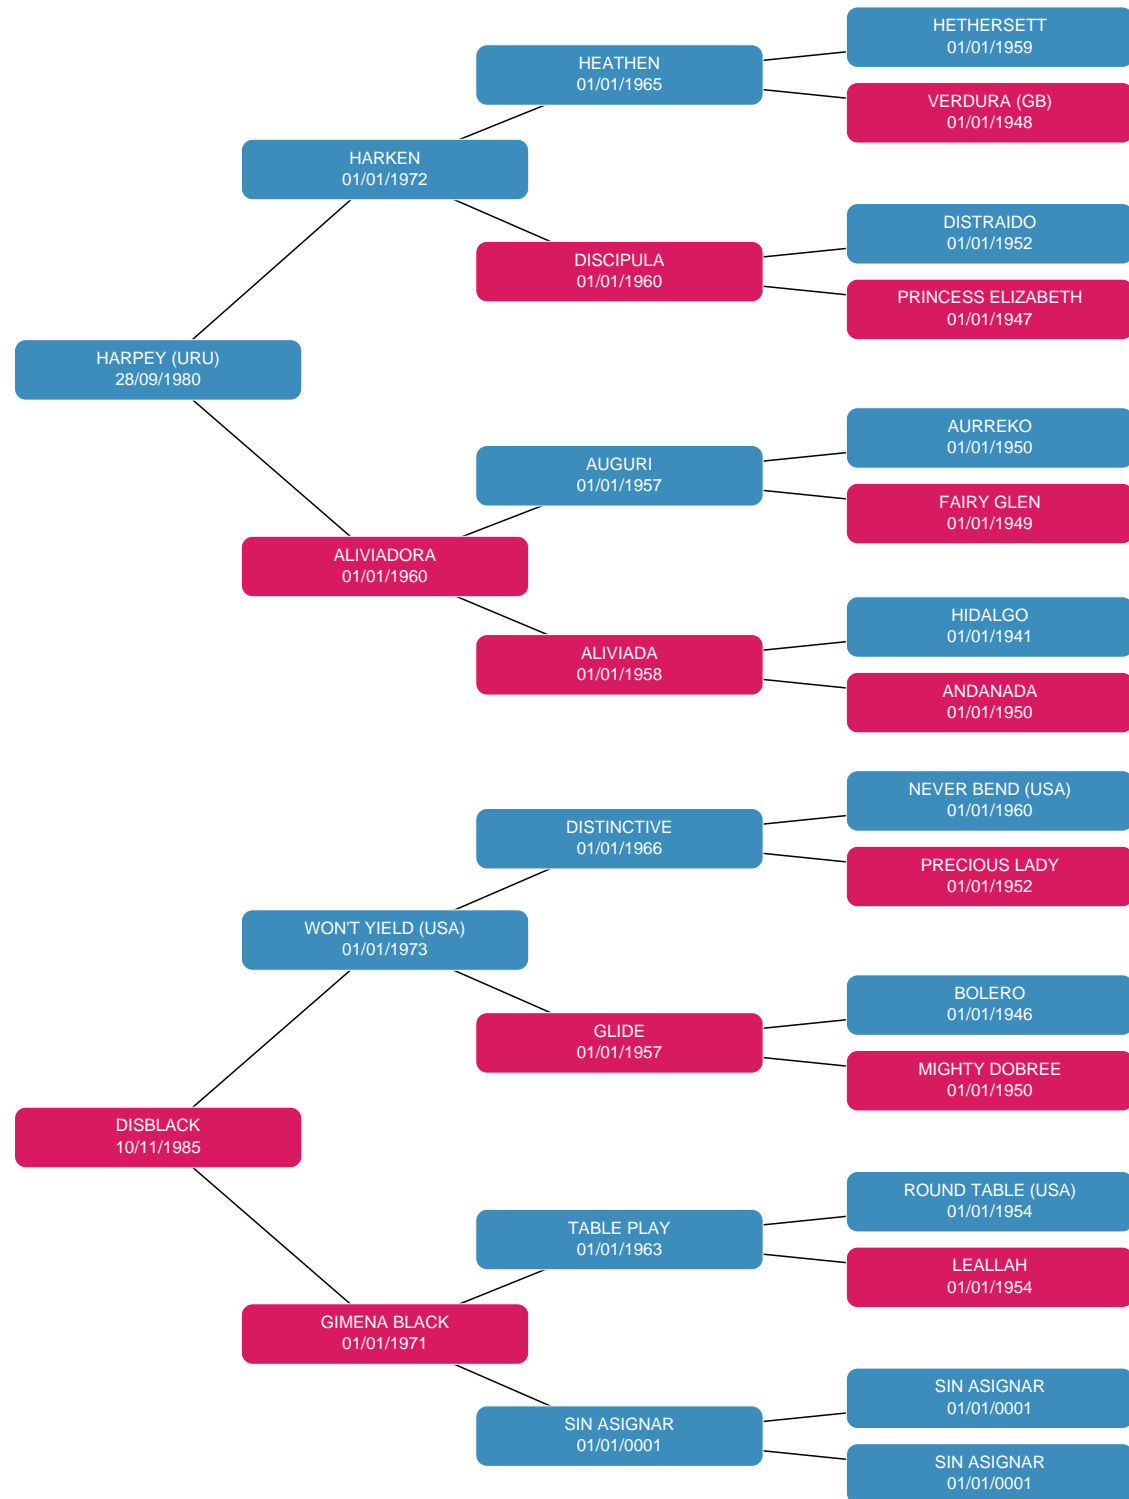 HETHERSETT
01/01/1959
HEATHEN
01/01/1965
VERDURA (GB)
01/01/1948
HARKEN
01/01/1972
DISTRAIDO
01/01/1952
DISCIPULA
01/01/1960
PRINCESS ELIZABETH
01/01/1947
HARPEY (URU)
28/09/1980
AURREKO
01/01/1950
AUGURI
01/01/1957
FAIRY GLEN
01/01/1949
ALIVIADORA
01/01/1960
HIDALGO
01/01/1941
ALIVIADA
01/01/1958
ANDANADA
01/01/1950
NEVER BEND (USA)
01/01/1960
DISTINCTIVE
01/01/1966
PRECIOUS LADY
01/01/1952
WON'T YIELD (USA)
01/01/1973
BOLERO
01/01/1946
GLIDE
01/01/1957
MIGHTY DOBREE
01/01/1950
DISBLACK
10/11/1985
ROUND TABLE (USA)
01/01/1954
TABLE PLAY
01/01/1963
LEALLAH
01/01/1954
GIMENA BLACK
01/01/1971
SIN ASIGNAR
01/01/0001
SIN ASIGNAR
01/01/0001
SIN ASIGNAR
01/01/0001